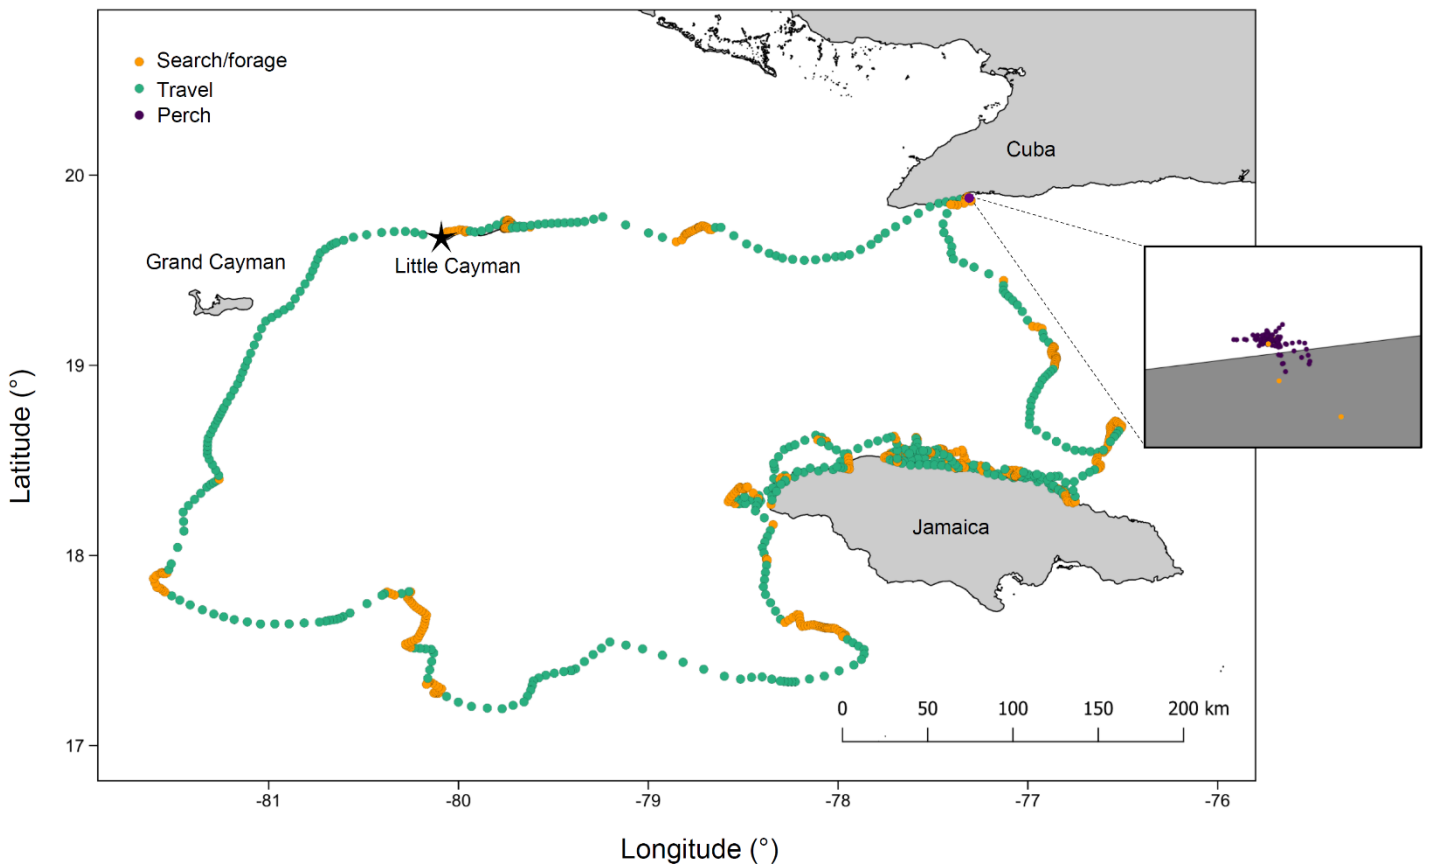 Search/forage
Travel
Perch
Cuba
20
Grand Cayman
Little Cayman
19
Latitude (°)
Jamaica
18
0 50 100 150 200 km
17
-81 -80 -79 -78 -77 -76
Longitude (°)